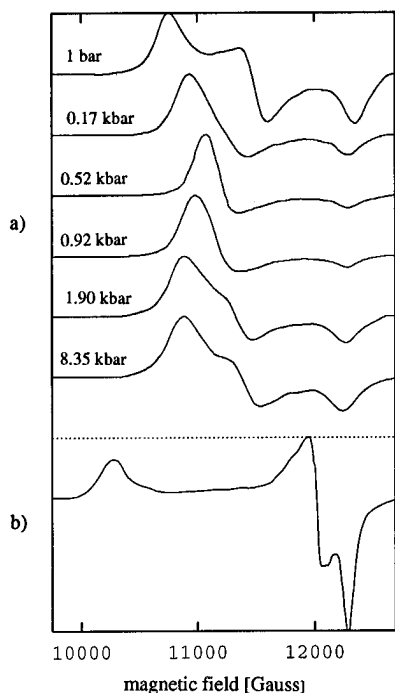 1 bar
0.17 kbar
0.52 kbar
a)
0.92 kbar
1.90 kbar
8.35 kbar
b)
10000 11000 12000
magnetic field [Gauss]